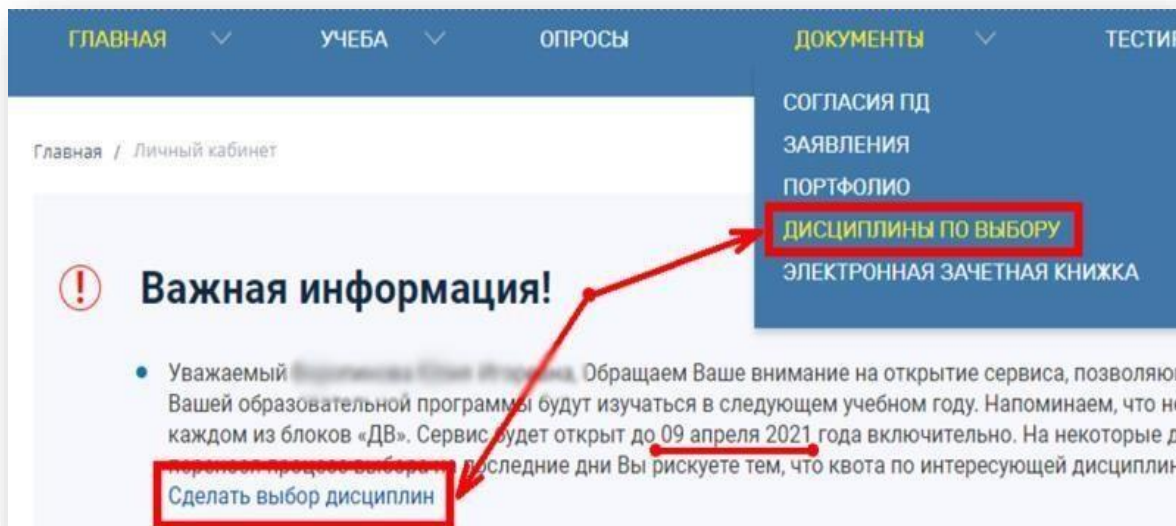 ГЛАВНАЯ УЧЕБА ОПРОСЫ ДОКУМЕНТЫ ТЕСТИР
СОГЛАСИЯ ПД
ЗАЯВЛЕНИЯ
ПОРТФОЛИО
ДИСЦИПЛИНЫ ПО ВЫБОРУ
ЭЛЕКТРОННАЯ ЗАЧЕТНАЯ КНИЖКА
Главная / Личный кабинет
Важная информация!
Уважаемый Обращаем Ваше внимание на открытие сервиса, позволяю
Вашей образовательной программы будут изучаться в следующем учебном году. Напоминаем, что не
каждом из блоков «ДВ». Сервис будет открыт до 09 апреля 2021 года включительно. На некоторые д
последние дни Вы рискуете тем, что квота по интересующей дисциплин
Сделать выбор дисциплин